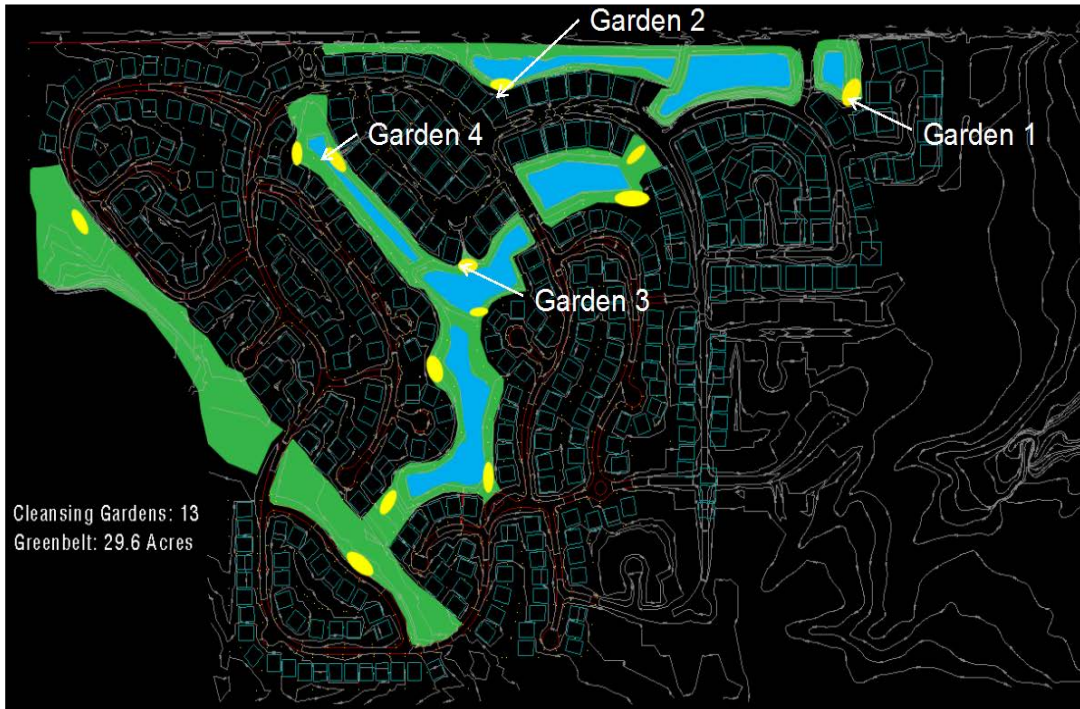 Garden 2
Garden 1
Garden 4
Garden 3
Cleansing Gardens: 13
Greenbelt: 29.6 Acres